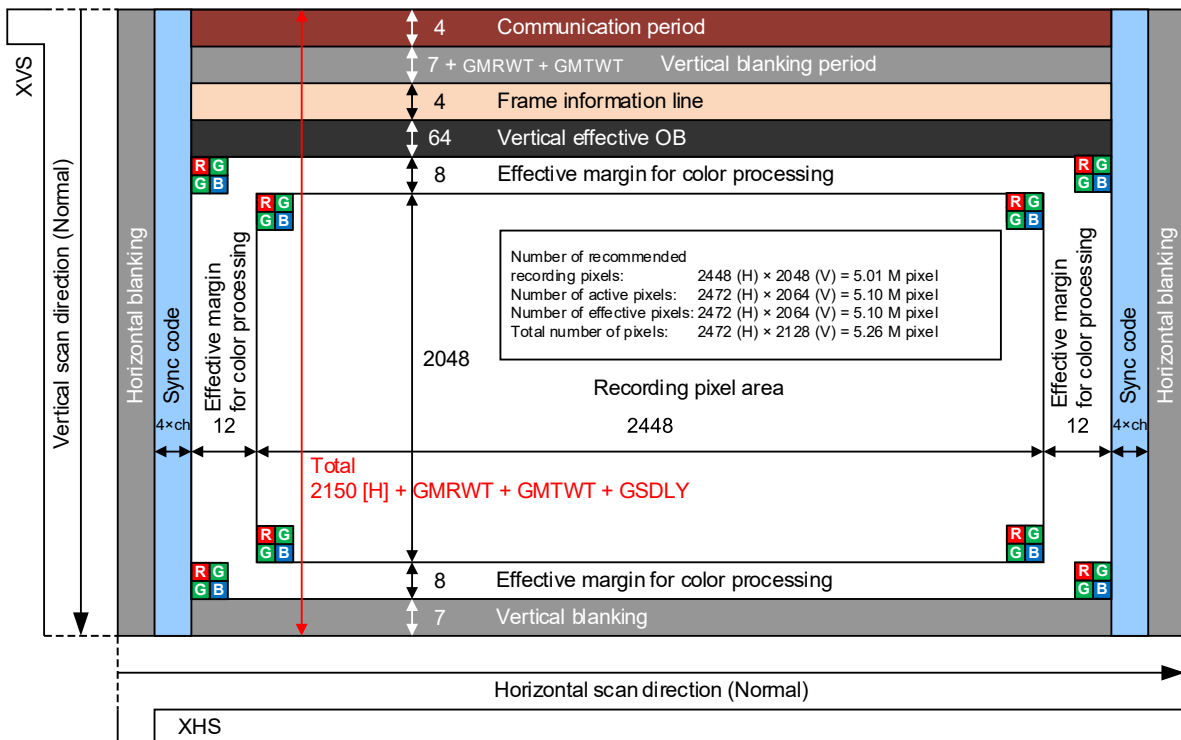 XVS
4 Communication period
7 + GMRWT + GMTWT Vertical blanking period
4 Frame information line
64 Vertical effective OB
R G R G
G B G B
8 Effective margin for color processing
R G R G
G B G B
Vertical scan direction (Normal)
Horizontal blanking
Sync code
4×ch
Effective margin
for color processing
12
Number of recommended
recording pixels: 2448 (H) × 2048 (V) = 5.01 M pixel
Number of active pixels: 2472 (H) × 2064 (V) = 5.10 M pixel
Number of effective pixels: 2472 (H) × 2064 (V) = 5.10 M pixel
Total number of pixels: 2472 (H) × 2128 (V) = 5.26 M pixel
2048
Recording pixel area
2448
Effective margin
for color processing
12
Sync code
4×ch
Horizontal blanking
Total
2150 [H] + GMRWT + GMTWT + GSDLY
R G R G
G B G B
R G R G
G B G B
8 Effective margin for color processing
7 Vertical blanking
Horizontal scan direction (Normal)
XHS